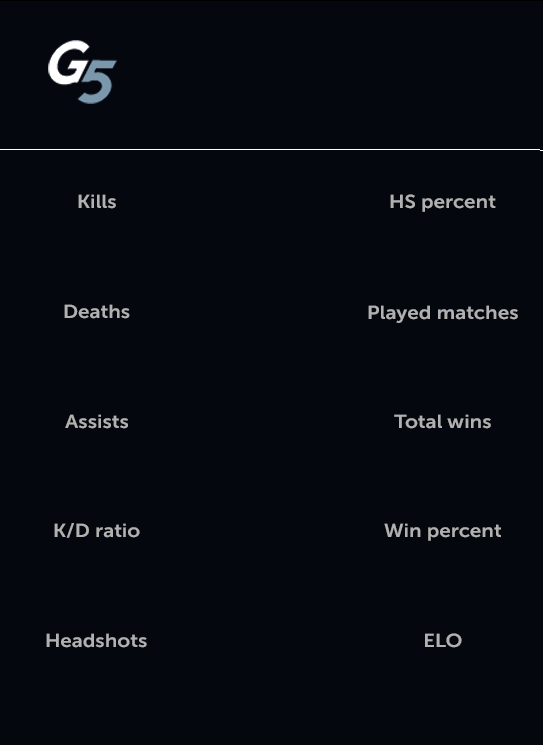 G5
Kills
HS percent
Deaths
Played matches
Assists
Total wins
K/D ratio
Win percent
Headshots
ELO